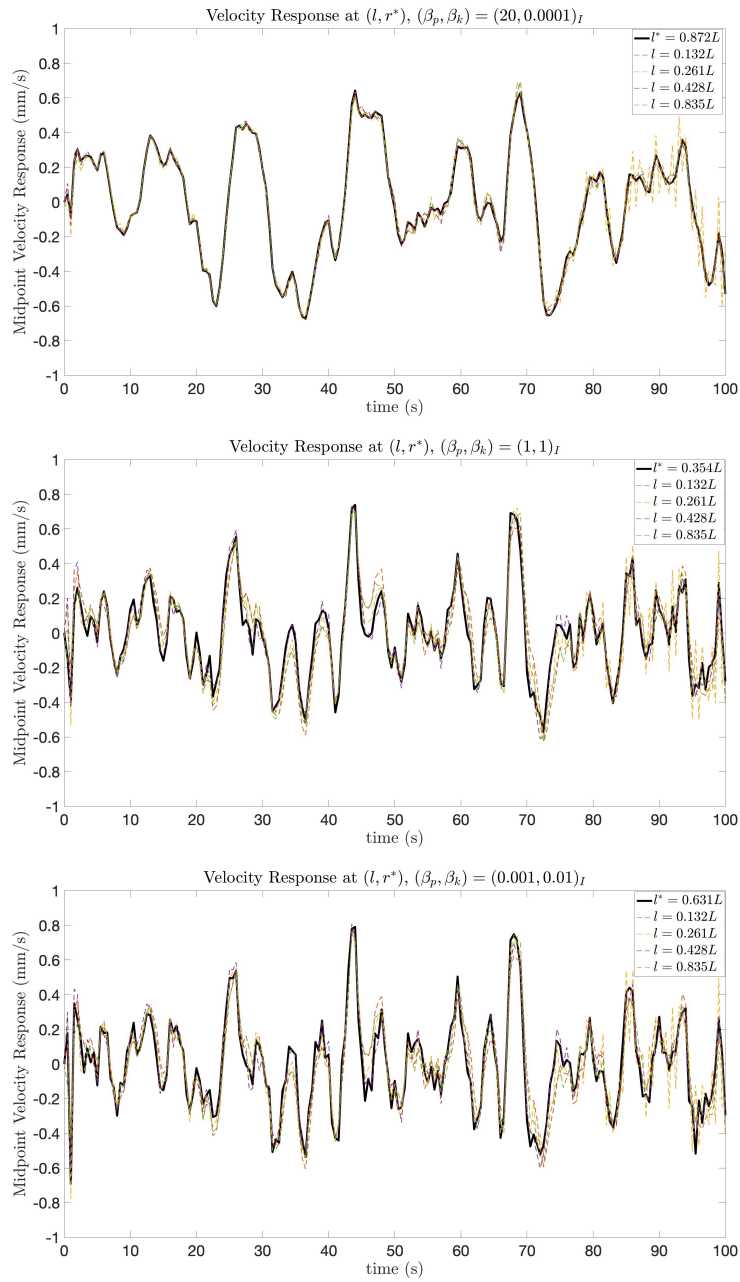 Velocity Response at (l, r*), (β_p, β_k) = (20, 0.0001)_I
1
0.8
0.6
0.4
0.2
0
-0.2
-0.4
-0.6
-0.8
-1
Midpoint Velocity Response (mm/s)
l* = 0.872L
l = 0.132L
l = 0.261L
l = 0.428L
l = 0.835L
0 10 20 30 40 50 60 70 80 90 100
time (s)
Velocity Response at (l, r*), (β_p, β_k) = (1, 1)_I
1
0.8
0.6
0.4
0.2
0
-0.2
-0.4
-0.6
-0.8
-1
Midpoint Velocity Response (mm/s)
l* = 0.354L
l = 0.132L
l = 0.261L
l = 0.428L
l = 0.835L
0 10 20 30 40 50 60 70 80 90 100
time (s)
Velocity Response at (l, r*), (β_p, β_k) = (0.001, 0.01)_I
1
0.8
0.6
0.4
0.2
0
-0.2
-0.4
-0.6
-0.8
-1
Midpoint Velocity Response (mm/s)
l* = 0.631L
l = 0.132L
l = 0.261L
l = 0.428L
l = 0.835L
0 10 20 30 40 50 60 70 80 90 100
time (s)